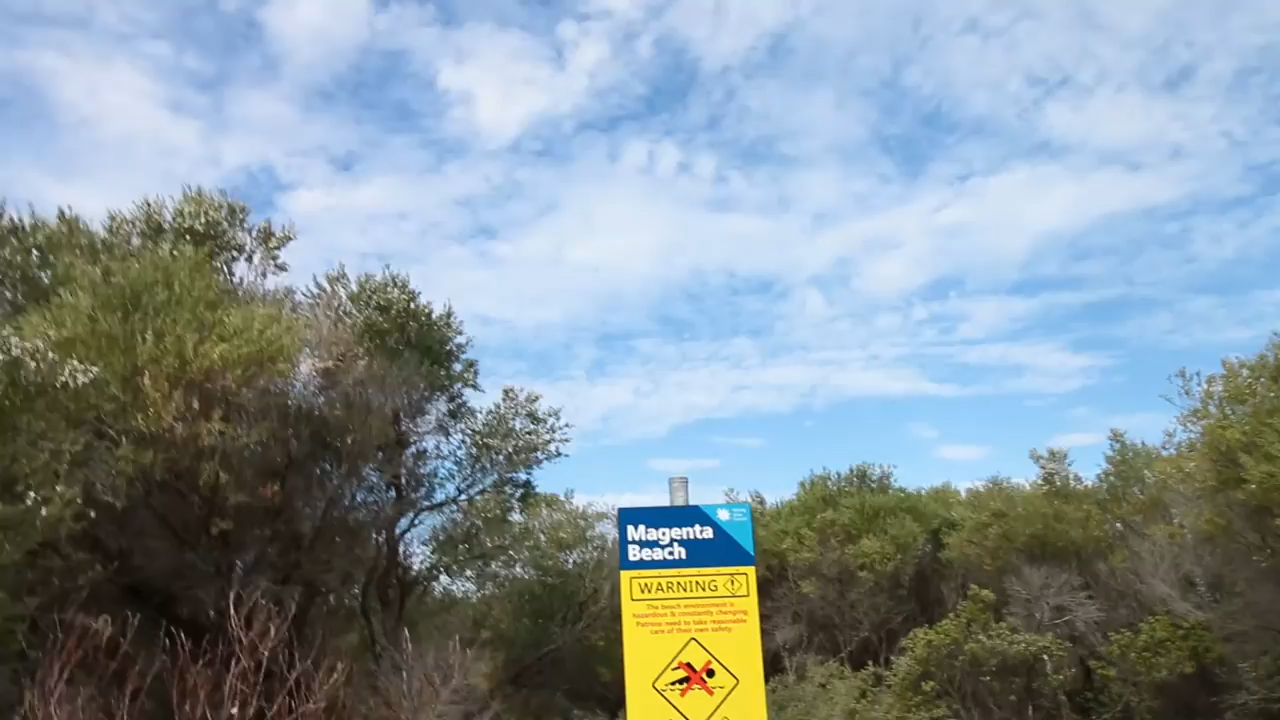 Magenta
Beach
WARNING
The beach environment is
hazardous & constantly changing.
Patrons need to take reasonable
care of their own safety.